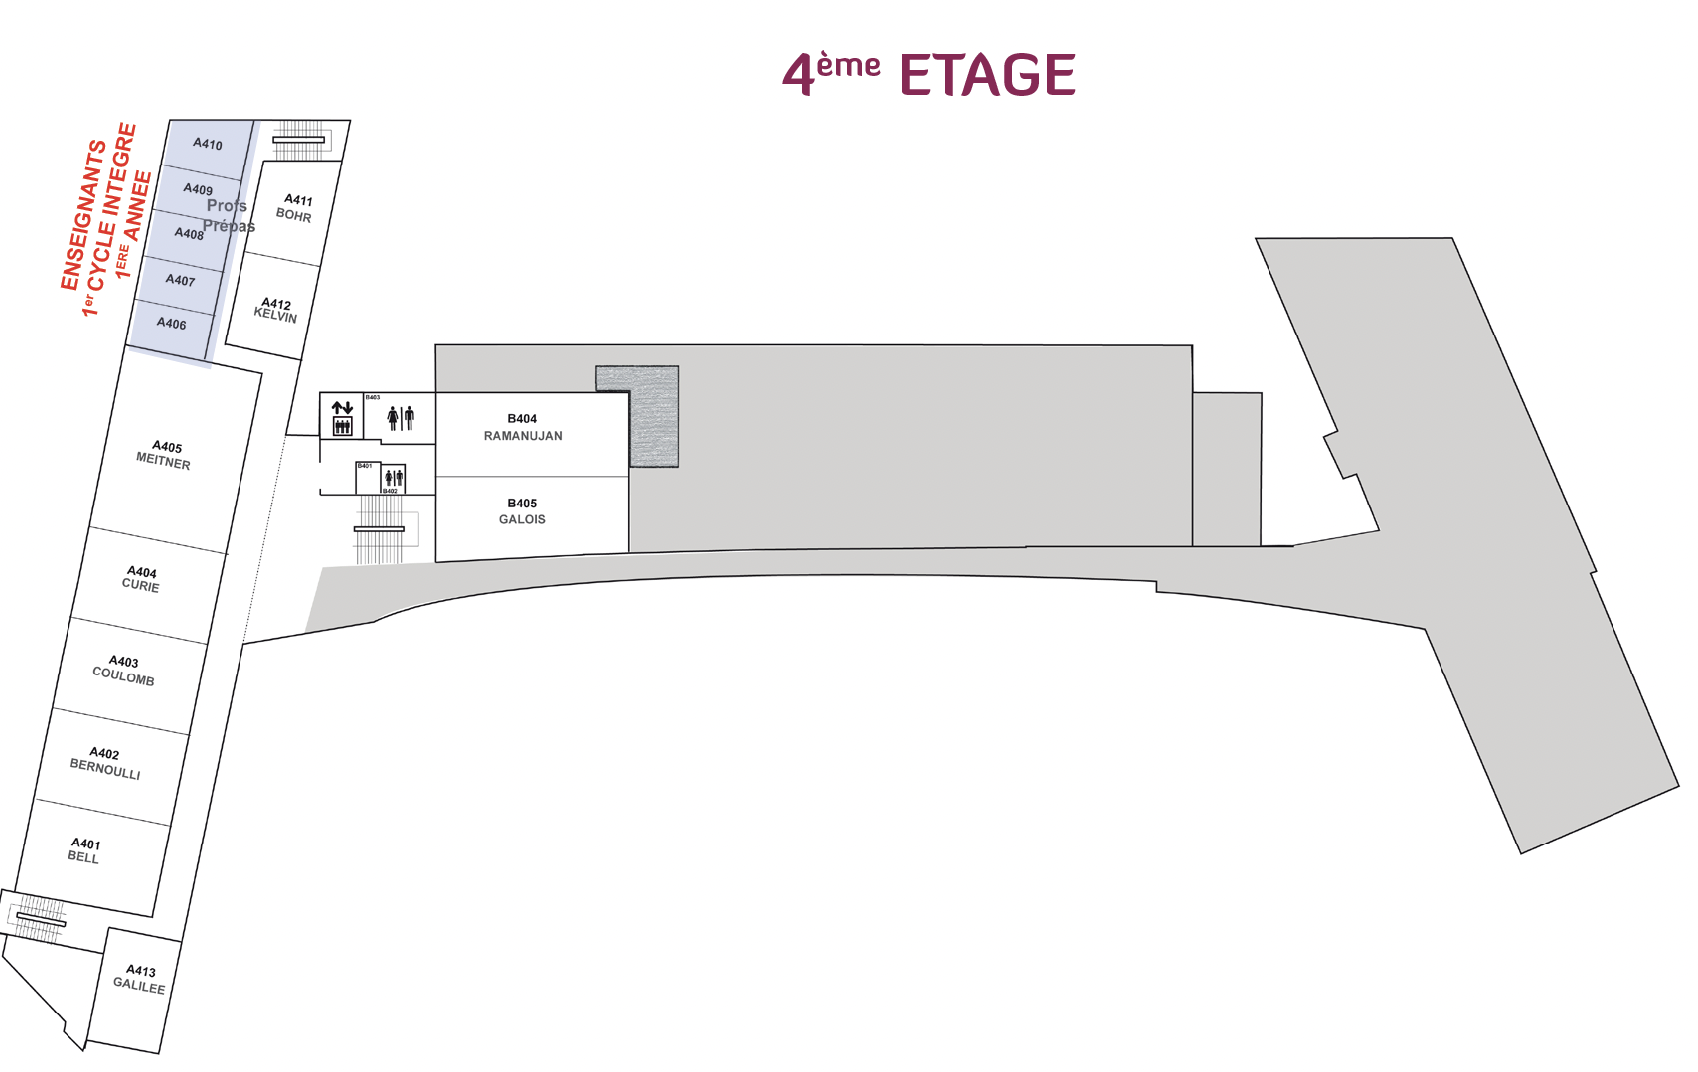 4ème ETAGE
ENSEIGNANTS
1er CYCLE INTEGRE
1ERE ANNEE
A410
A409
Profs
Prépas
A408
A407
A406
A411
BOHR
A412
KELVIN
A405
MEITNER
A404
CURIE
A403
COULOMB
A402
BERNOULLI
A401
BELL
A413
GALILEE
B403
B401
B402
B404
RAMANUJAN
B405
GALOIS